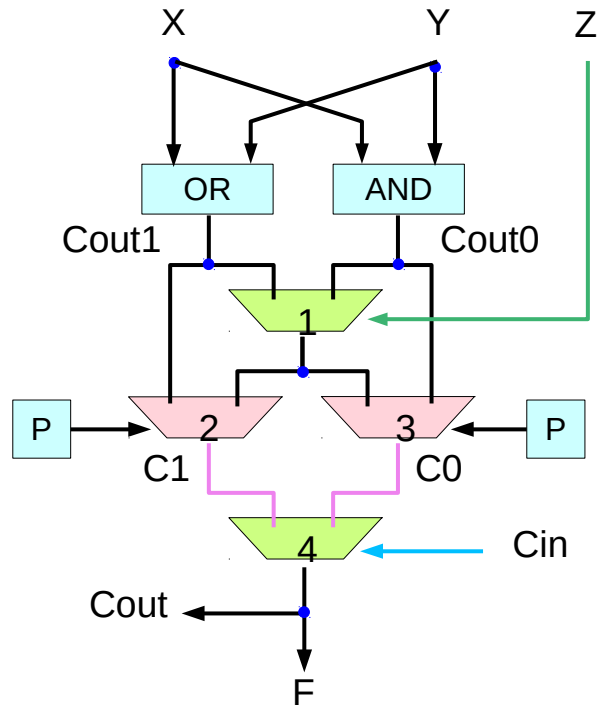 X Y Z
OR AND
Cout1 Cout0
1
P 2 3 P
C1 C0
4 Cin
Cout
F